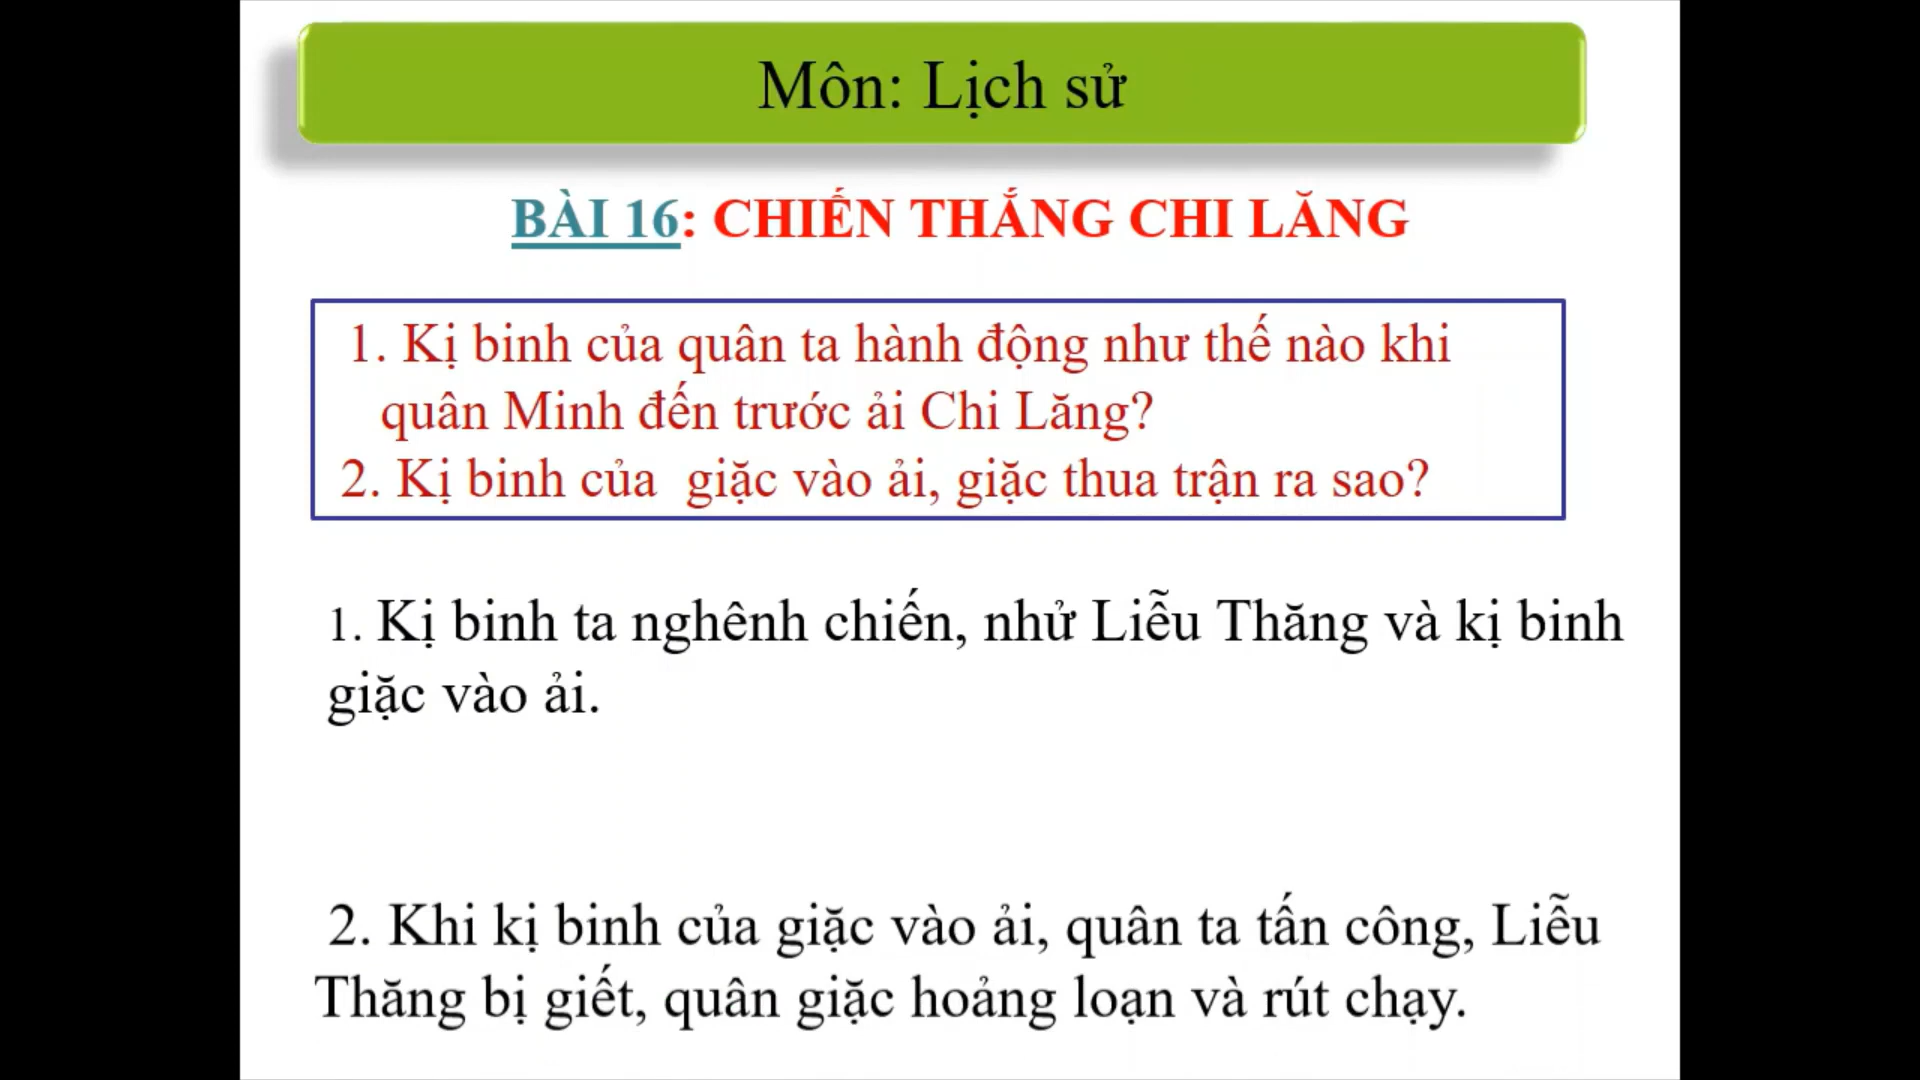 Môn: Lịch sử
BÀI 16: CHIẾN THẮNG CHI LĂNG
1. Kị binh của quân ta hành động như thế nào khi
quân Minh đến trước ải Chi Lăng?
2. Kị binh của giặc vào ải, giặc thua trận ra sao?
1. Kị binh ta nghênh chiến, nhử Liễu Thăng và kị binh
giặc vào ải.
2. Khi kị binh của giặc vào ải, quân ta tấn công, Liễu
Thăng bị giết, quân giặc hoảng loạn và rút chạy.